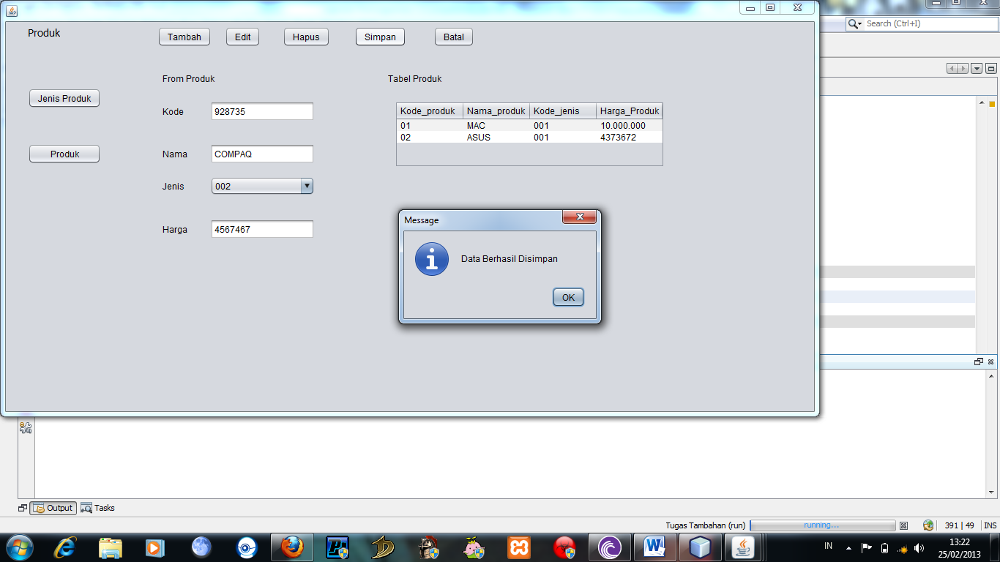 Search (Ctrl+I)
Produk
Tambah Edit Hapus Simpan Batal
From Produk
Tabel Produk
Jenis Produk
Produk
Kode 928735
Nama COMPAQ
Jenis 002
Harga 4567467
Kode_produk Nama_produk Kode_jenis Harga_Produk
01 MAC 001 10.000.000
02 ASUS 001 4373672
Message
Data Berhasil Disimpan
OK
Output Tasks
Tugas Tambahan (run) running... 391 | 49 INS
IN
13:22
25/02/2013